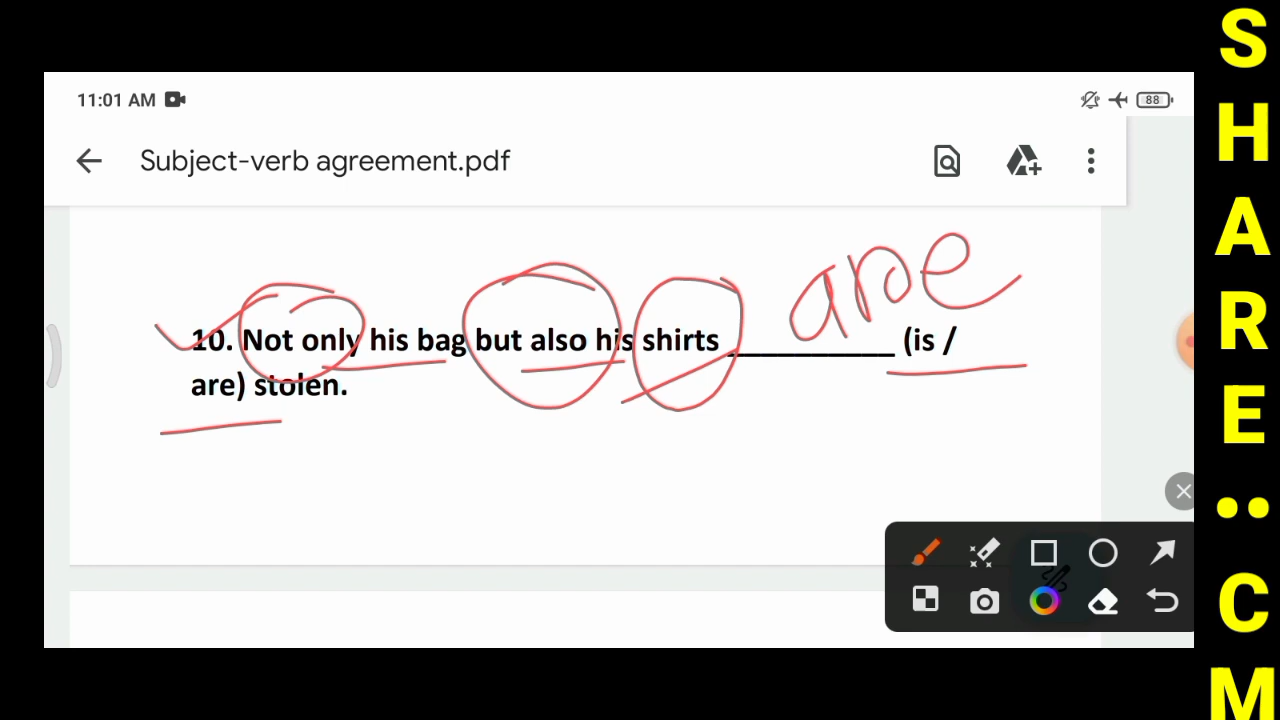 11:01 AM
88
Subject-verb agreement.pdf
are
10. Not only his bag but also his shirts __________ (is /
are) stolen.
S
H
A
R
E
..
C
M